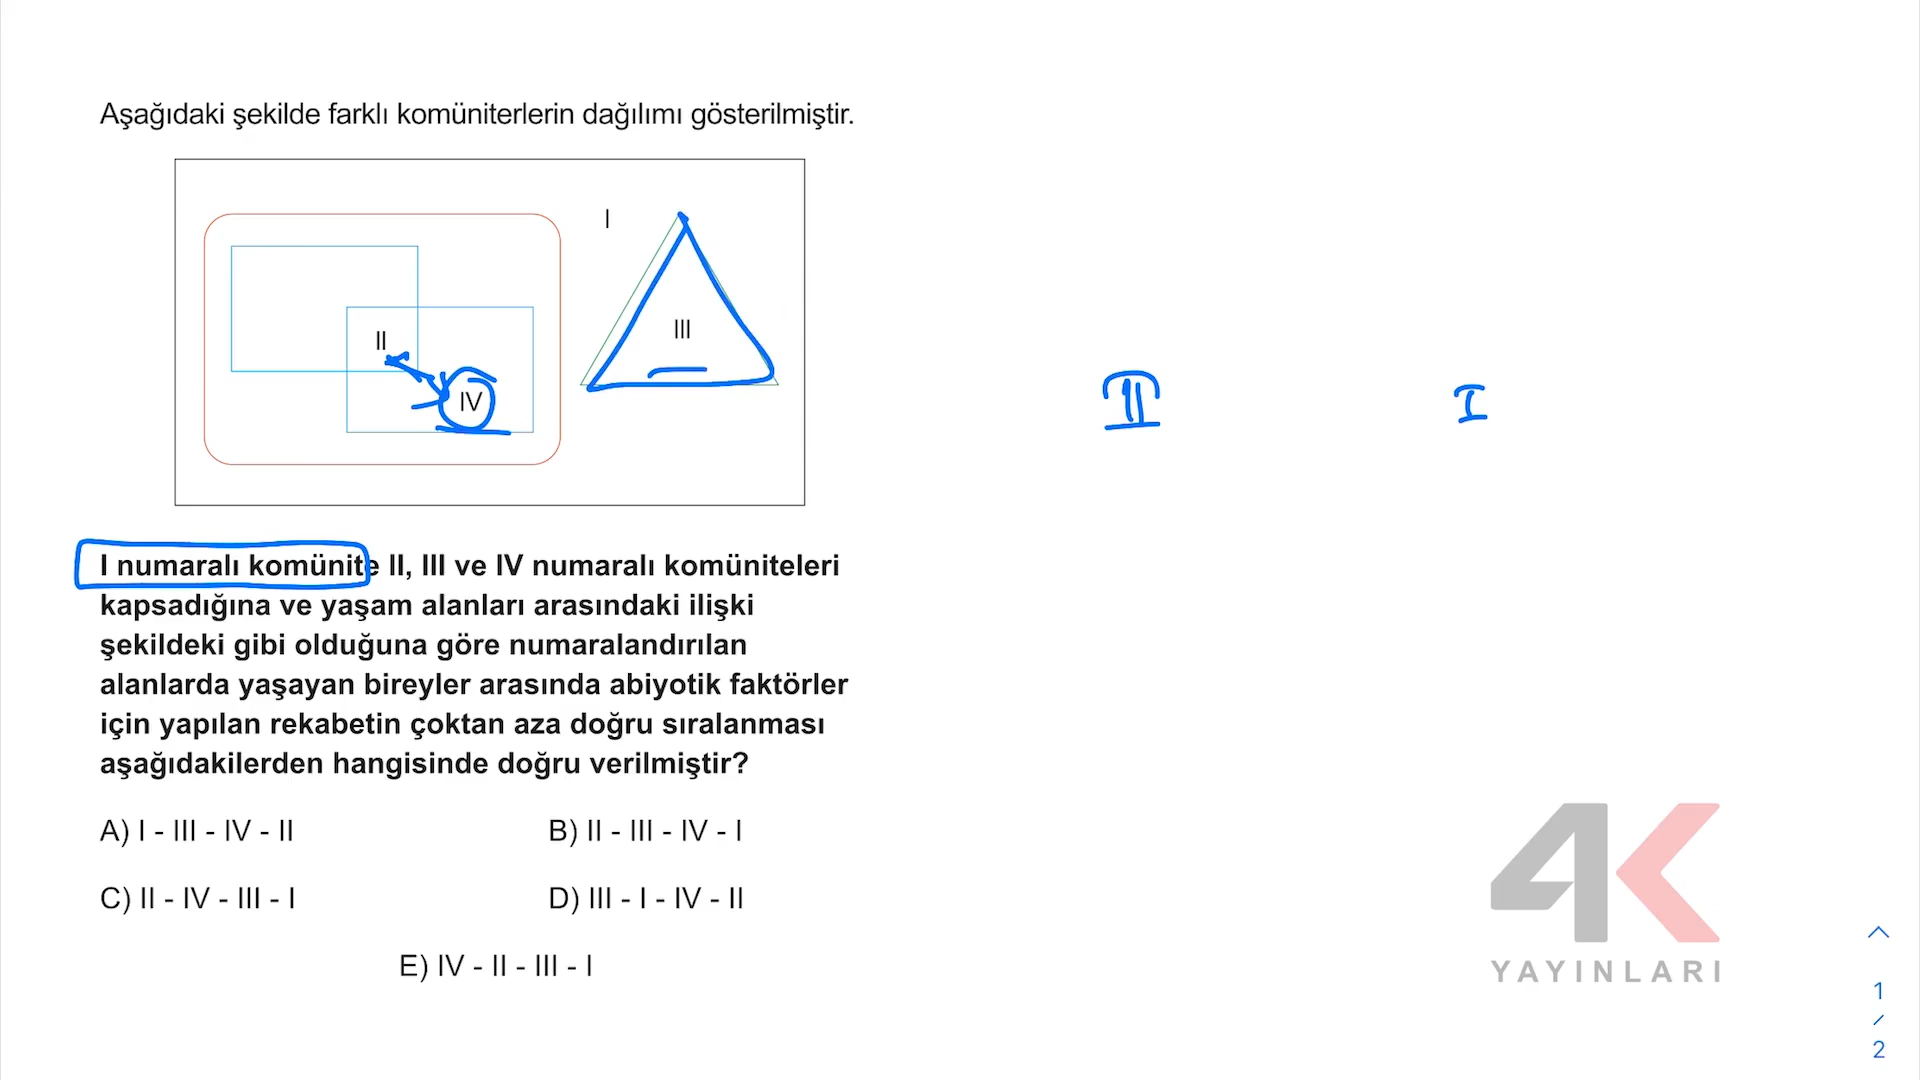 Aşağıdaki şekilde farklı komüniterlerin dağılımı gösterilmiştir.
I
II
III
IV
II
I
I numaralı komünite II, III ve IV numaralı komüniteleri
kapsadığına ve yaşam alanları arasındaki ilişki
şekildeki gibi olduğuna göre numaralandırılan
alanlarda yaşayan bireyler arasında abiyotik faktörler
için yapılan rekabetin çoktan aza doğru sıralanması
aşağıdakilerden hangisinde doğru verilmiştir?
A) I - III - IV - II
B) II - III - IV - I
C) II - IV - III - I
D) III - I - IV - II
E) IV - II - III - I
4K
YAYINLARI
1
/
2